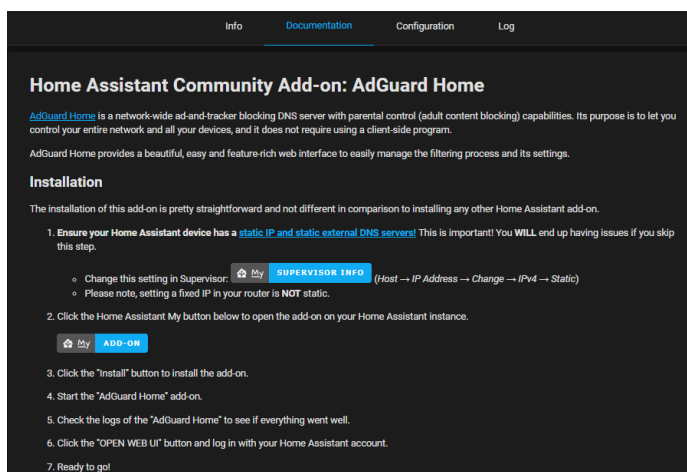 Info Documentation Configuration Log
Home Assistant Community Add-on: AdGuard Home
AdGuard Home is a network-wide ad-and-tracker blocking DNS server with parental control (adult content blocking) capabilities. Its purpose is to let you
control your entire network and all your devices, and it does not require using a client-side program.
AdGuard Home provides a beautiful, easy and feature-rich web interface to easily manage the filtering process and its settings.
Installation
The installation of this add-on is pretty straightforward and not different in comparison to installing any other Home Assistant add-on.
1. Ensure your Home Assistant device has a static IP and static external DNS servers! This is important! You WILL end up having issues if you skip
this step.
Change this setting in Supervisor: My SUPERVISOR INFO (Host → IP Address → Change → IPv4 → Static)
Please note, setting a fixed IP in your router is NOT static.
2. Click the Home Assistant My button below to open the add-on on your Home Assistant instance.
My ADD-ON
3. Click the "Install" button to install the add-on.
4. Start the "AdGuard Home" add-on.
5. Check the logs of the "AdGuard Home" to see if everything went well.
6. Click the "OPEN WEB UI" button and log in with your Home Assistant account.
7. Ready to go!